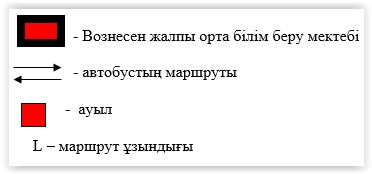 - Вознесен жалпы орта білім беру мектебі
- автобустың маршруты
- ауыл
L – маршрут ұзындығы